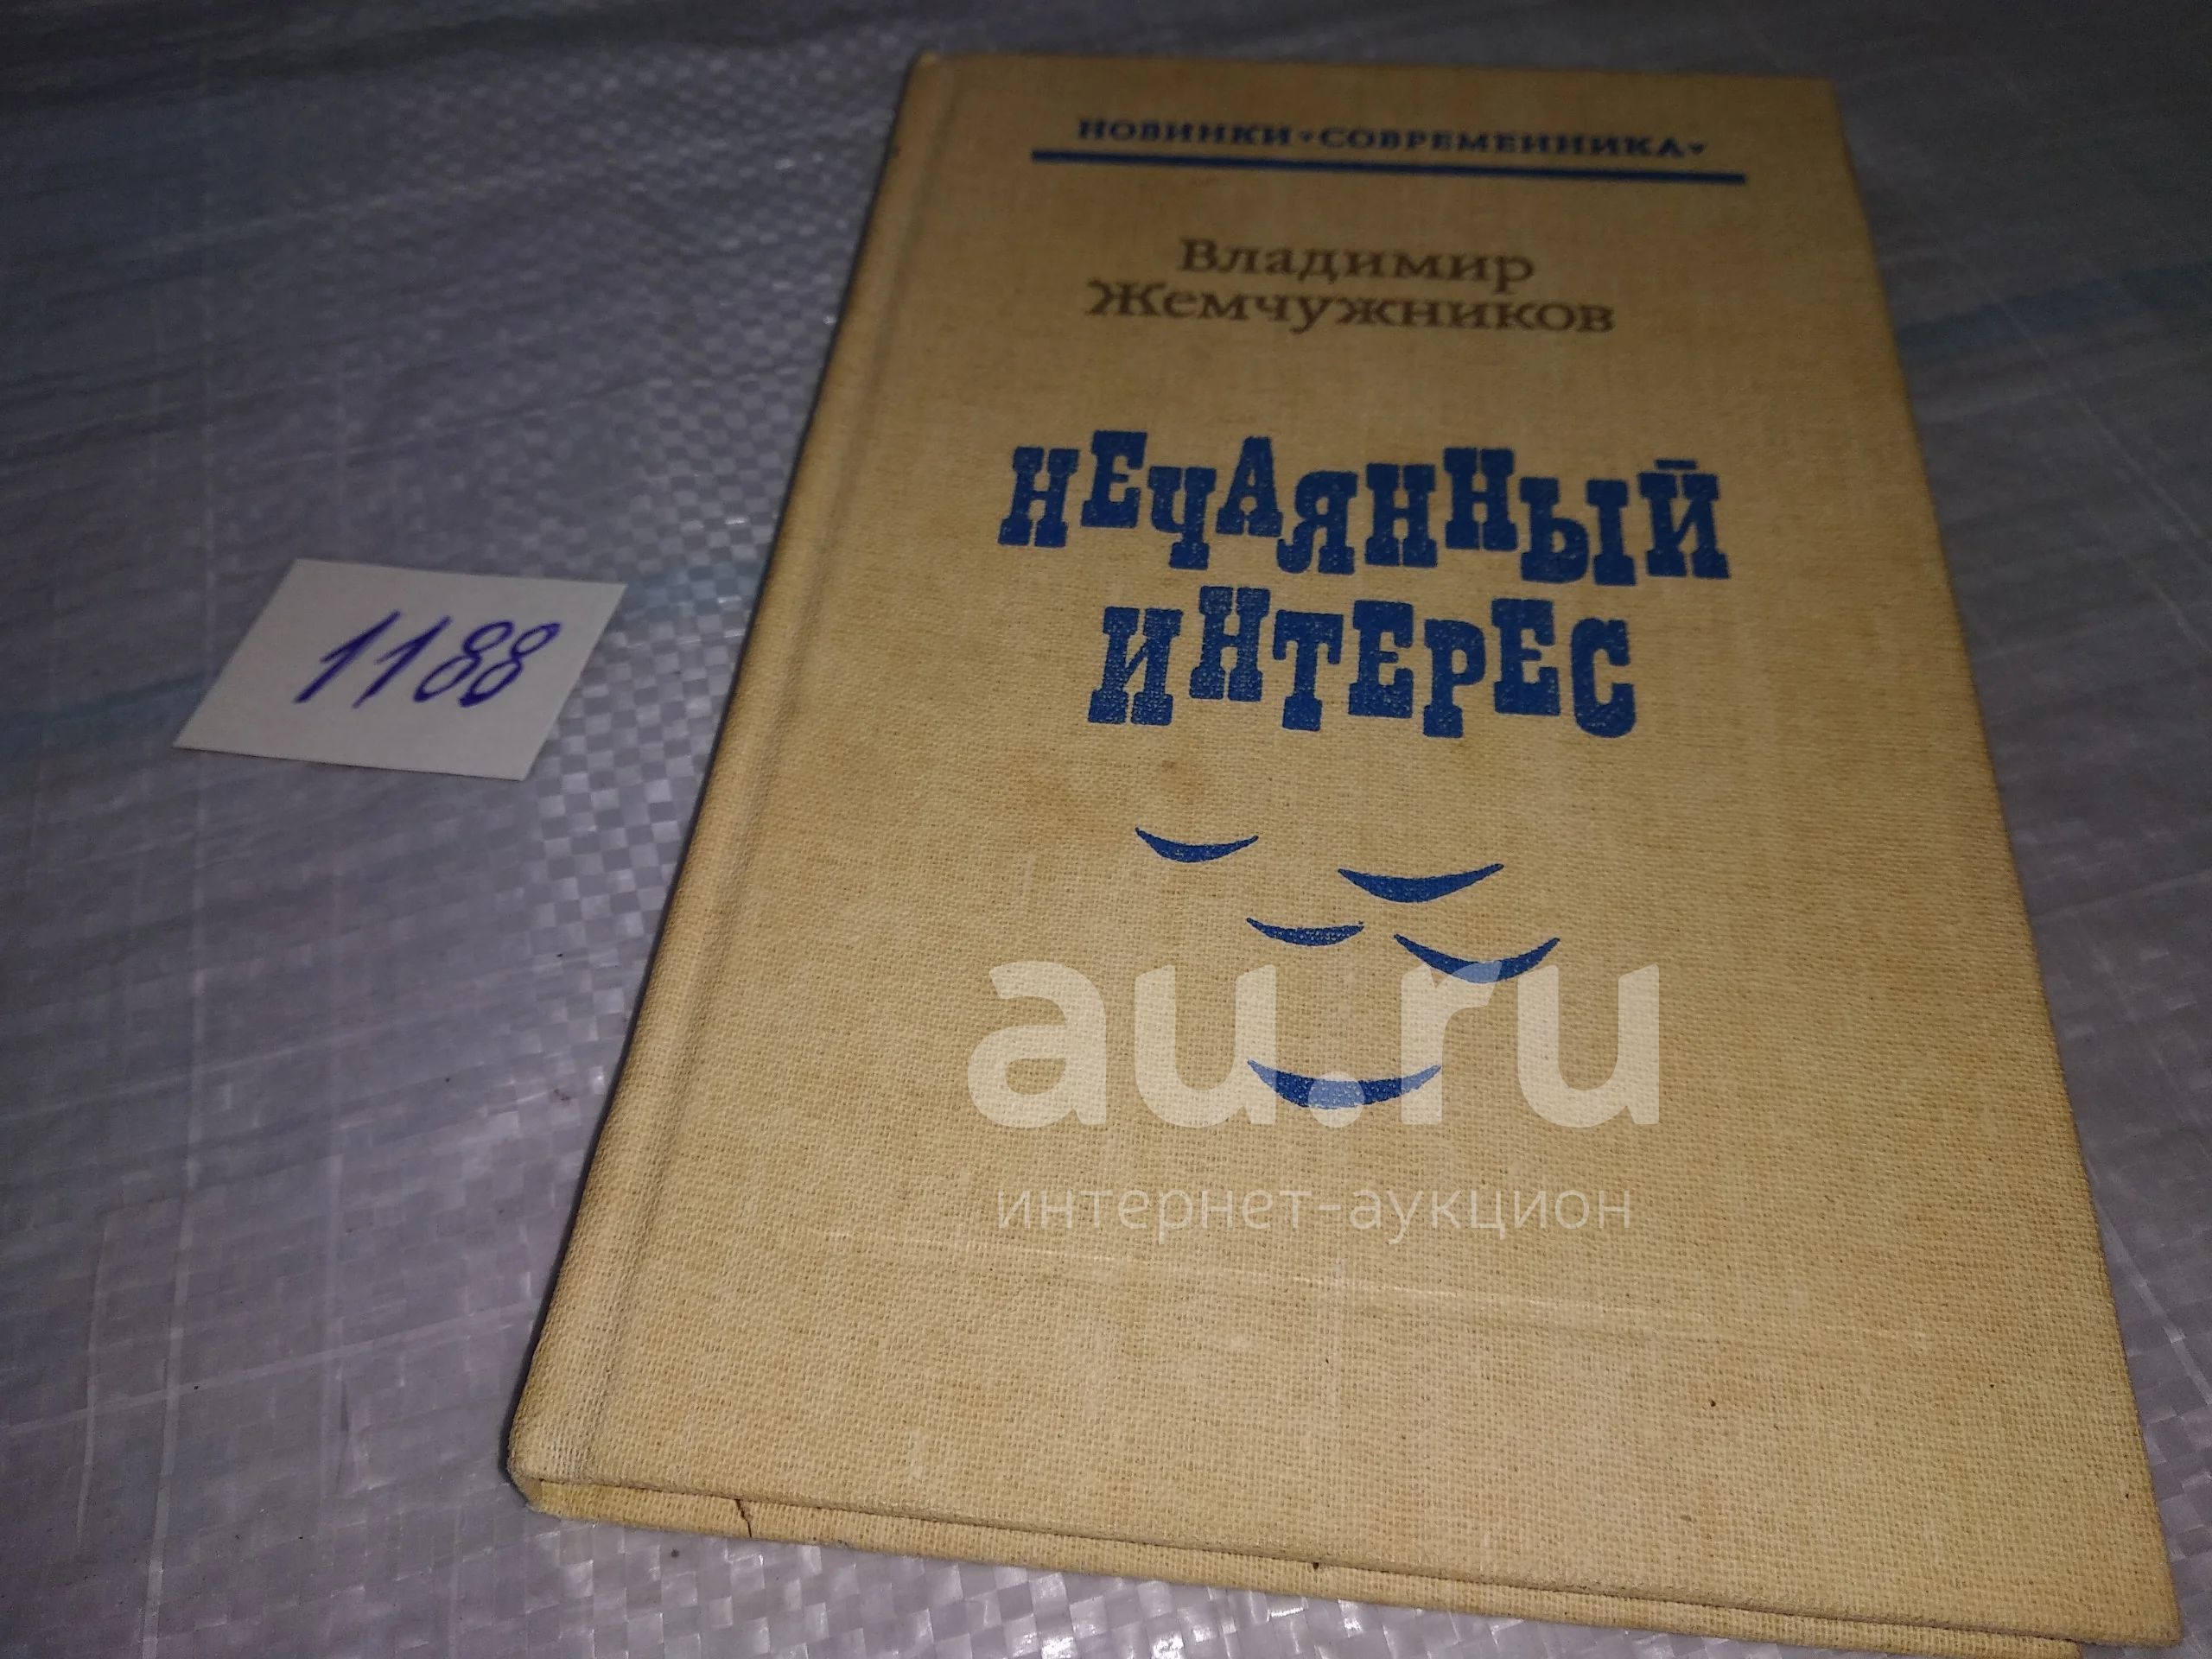 НОВИНКИ «СОВРЕМЕННИКА»
Владимир
Жемчужников
НЕЧАЯННЫЙ
ИНТЕРЕС
1188
au.ru
интернет-аукцион